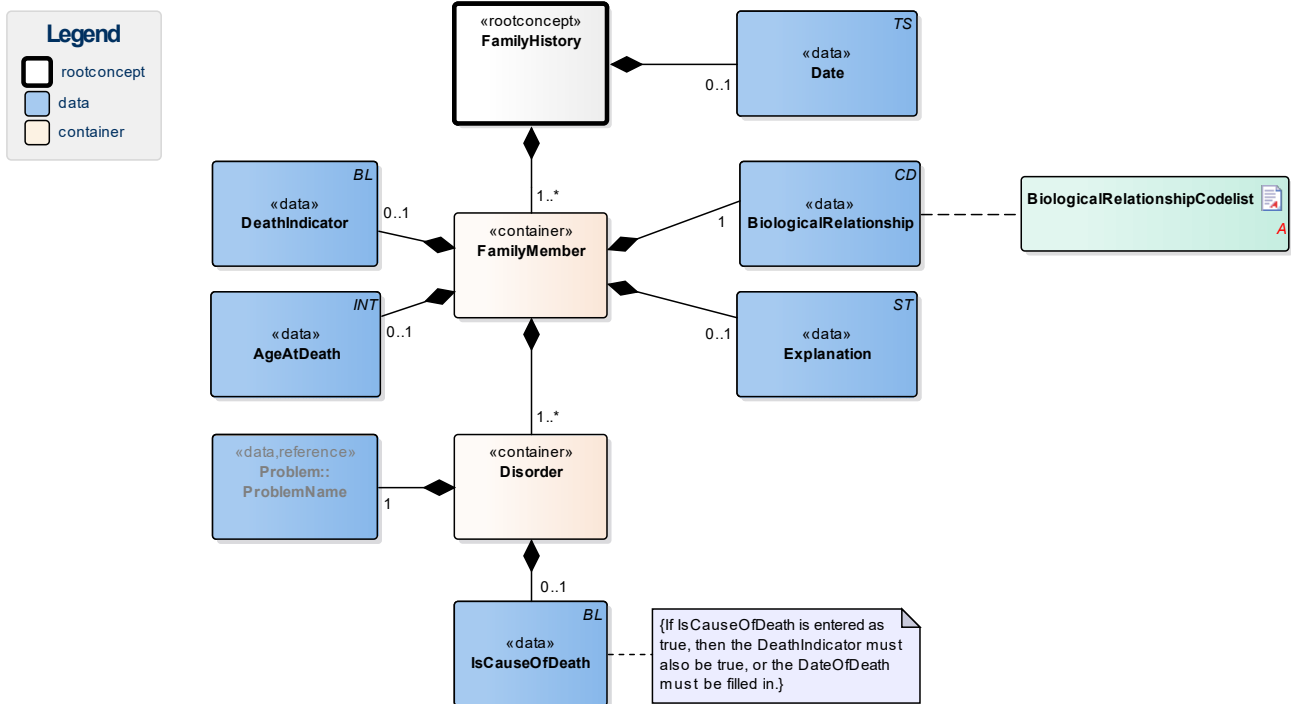 Legend
rootconcept
data
container
«rootconcept»
FamilyHistory
TS
«data»
Date
0..1
1..*
BL
«data»
DeathIndicator
0..1
«container»
FamilyMember
CD
«data»
BiologicalRelationship
1
BiologicalRelationshipCodelist
A
INT
«data»
AgeAtDeath
0..1
ST
«data»
Explanation
0..1
1..*
«data,reference»
Problem::
ProblemName
1
«container»
Disorder
0..1
BL
«data»
IsCauseOfDeath
{If IsCauseOfDeath is entered as
true, then the DeathIndicator must
also be true, or the DateOfDeath
must be filled in.}